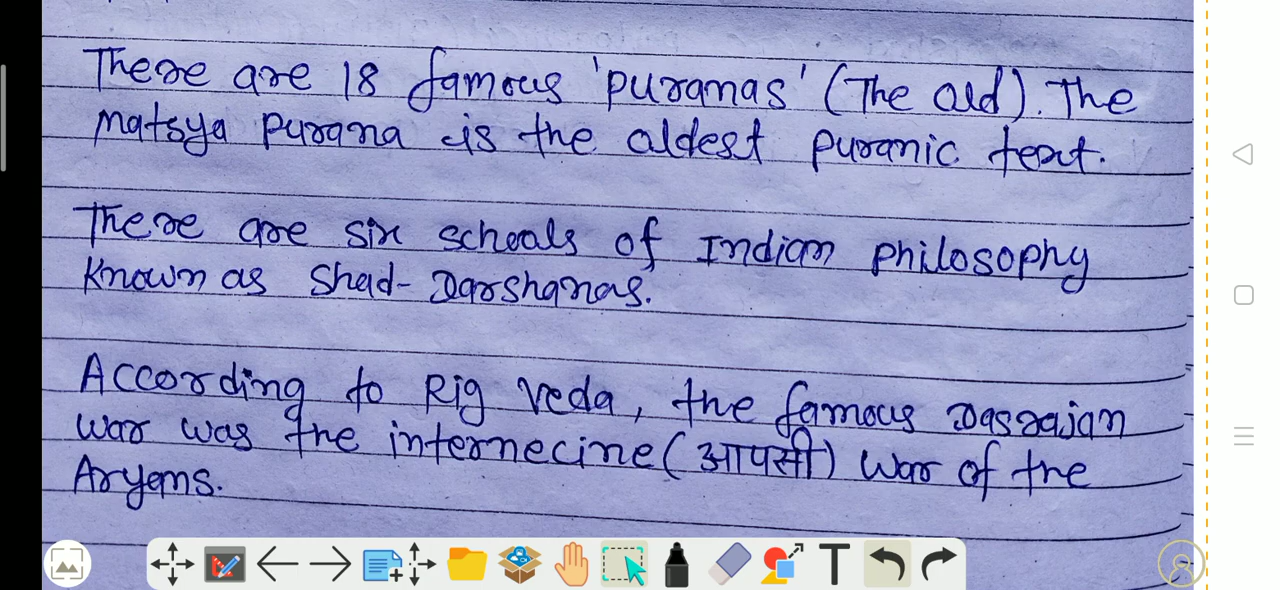 There are 18 famous 'puranas' (The old). The
Matsya Purana is the oldest puranic text.
There are six schools of Indian philosophy
Known as Shad-Darshanas.
According to Rig Veda, the famous Dasrajan
war was the internecine (आपसी) war of the
Aryans.